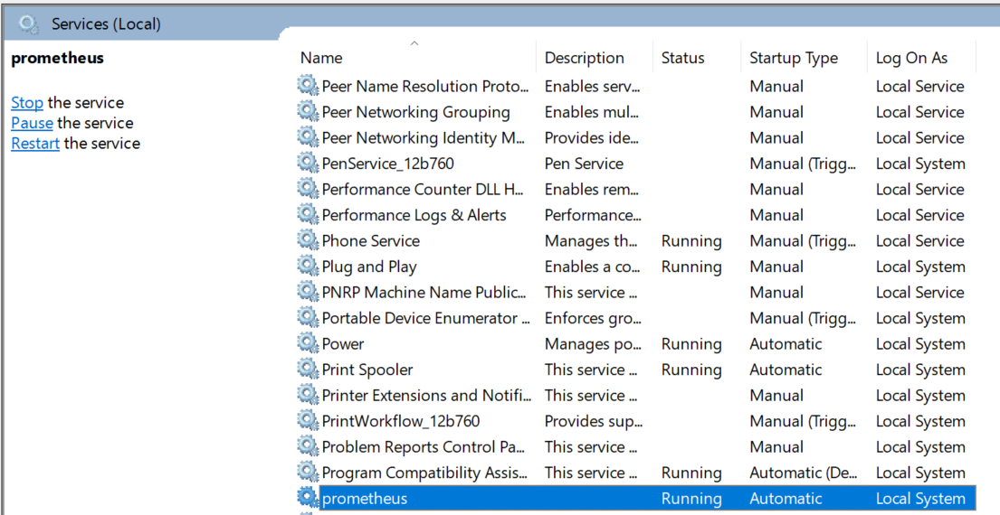 Services (Local)
prometheus
Stop the service
Pause the service
Restart the service
Name Description Status Startup Type Log On As
Peer Name Resolution Proto... Enables serv... Manual Local Service
Peer Networking Grouping Enables mul... Manual Local Service
Peer Networking Identity M... Provides ide... Manual Local Service
PenService_12b760 Pen Service Manual (Trigg... Local System
Performance Counter DLL H... Enables rem... Manual Local Service
Performance Logs & Alerts Performance... Manual Local Service
Phone Service Manages th... Running Manual (Trigg... Local Service
Plug and Play Enables a co... Running Manual Local System
PNRP Machine Name Public... This service ... Manual Local Service
Portable Device Enumerator ... Enforces gro... Manual (Trigg... Local System
Power Manages po... Running Automatic Local System
Print Spooler This service ... Running Automatic Local System
Printer Extensions and Notifi... This service ... Manual Local System
PrintWorkflow_12b760 Provides sup... Manual (Trigg... Local System
Problem Reports Control Pa... This service ... Manual Local System
Program Compatibility Assis... This service ... Running Automatic (De... Local System
prometheus Running Automatic Local System